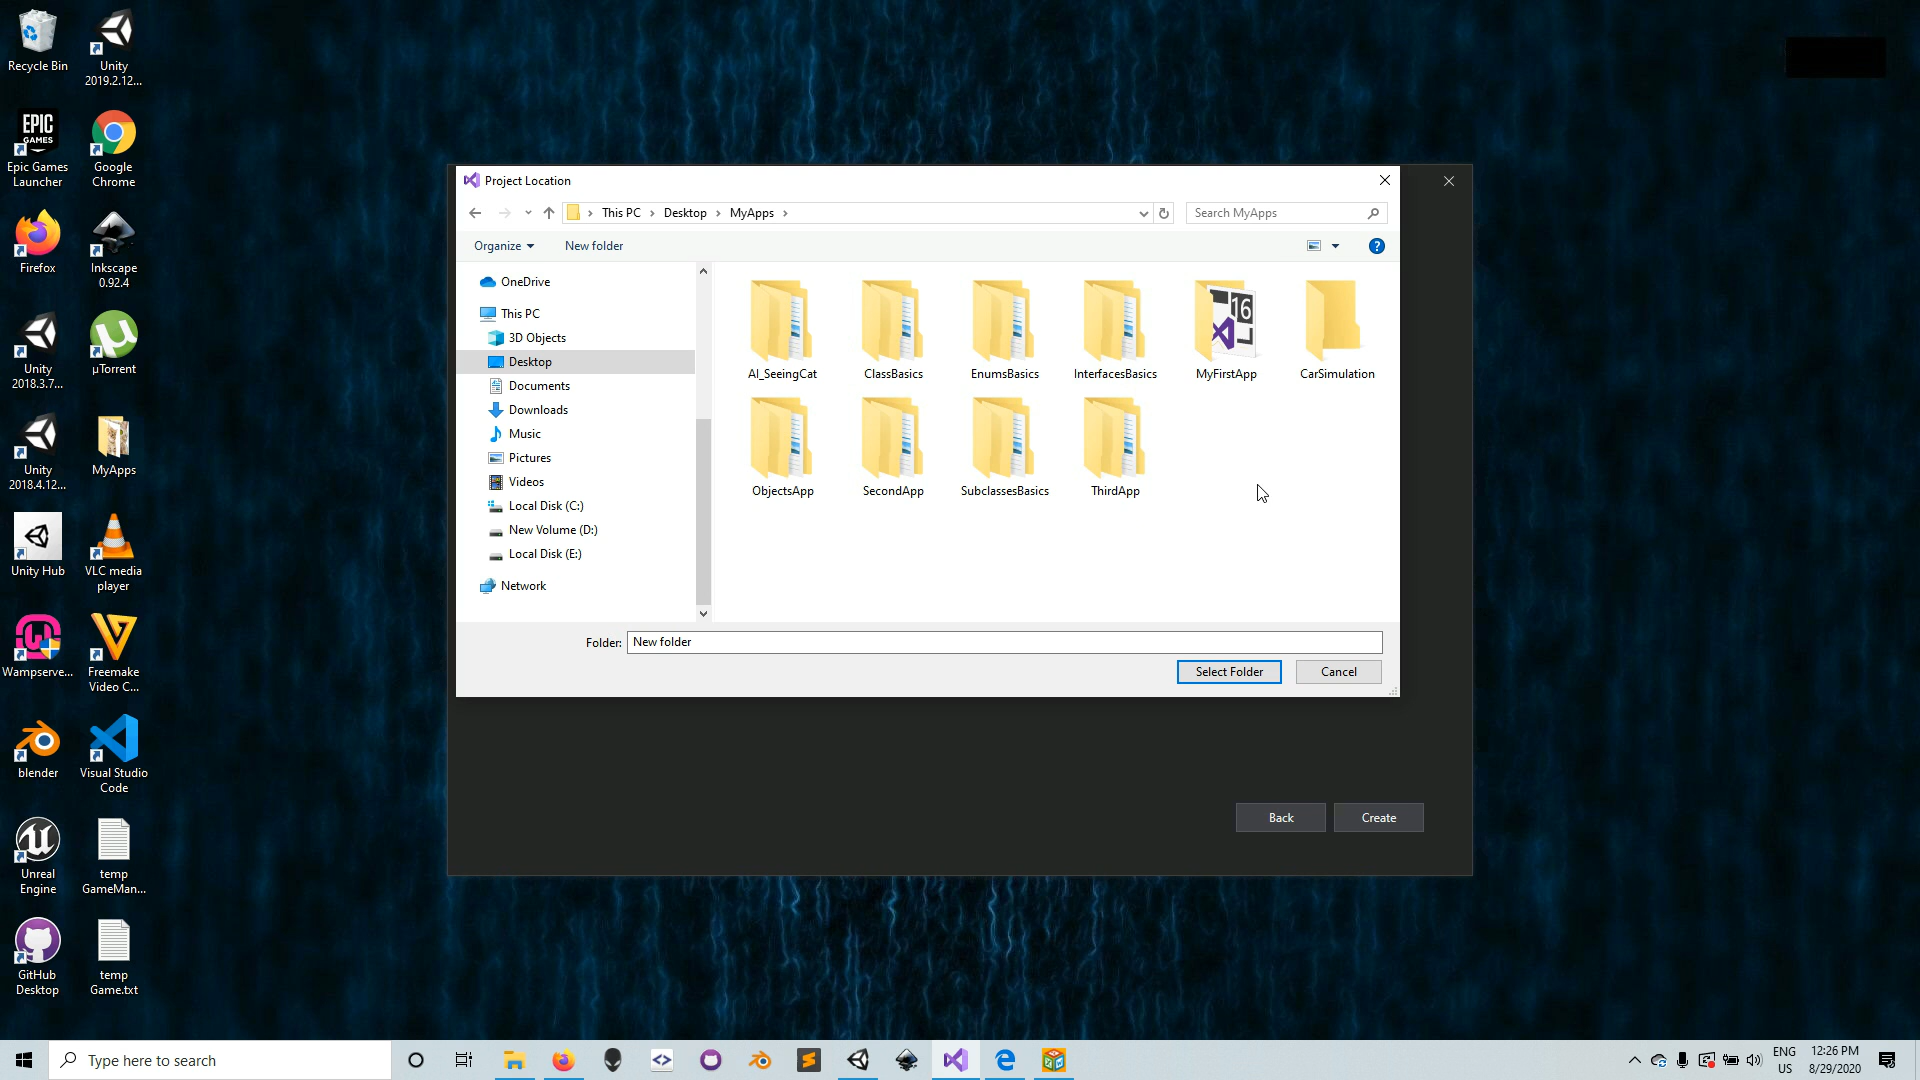 Recycle Bin
Unity
2019.2.12...
EPIC
GAMES
Epic Games
Launcher
Google
Chrome
Firefox
Inkscape
0.92.4
Unity
2018.3.7...
µTorrent
Unity
2018.4.12...
MyApps
Unity Hub
VLC media
player
Wampserve...
Freemake
Video C...
blender
Visual Studio
Code
Unreal
Engine
temp
GameMan...
GitHub
Desktop
temp
Game.txt
Project Location
This PC > Desktop > MyApps >
Search MyApps
Organize
New folder
OneDrive
This PC
3D Objects
Desktop
Documents
Downloads
Music
Pictures
Videos
Local Disk (C:)
New Volume (D:)
Local Disk (E:)
Network
16
AI_SeeingCat
ClassBasics
EnumsBasics
InterfacesBasics
MyFirstApp
CarSimulation
ObjectsApp
SecondApp
SubclassesBasics
ThirdApp
Folder: New folder
Select Folder
Cancel
Back
Create
Type here to search
ENG
US
12:26 PM
8/29/2020